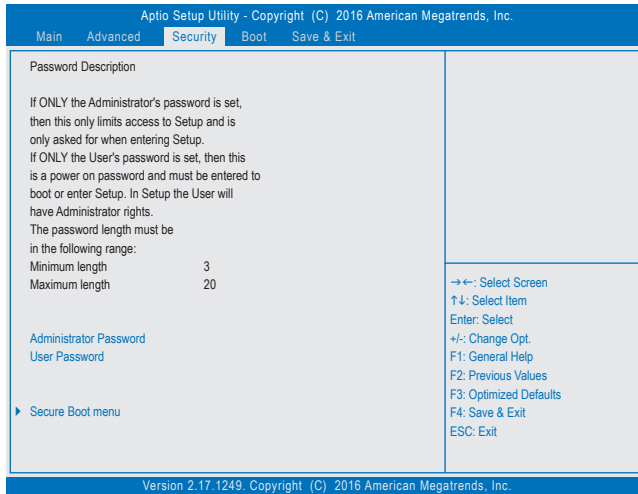 Aptio Setup Utility - Copyright (C) 2016 American Megatrends, Inc.
Main Advanced Security Boot Save & Exit
Password Description
If ONLY the Administrator's password is set,
then this only limits access to Setup and is
only asked for when entering Setup.
If ONLY the User's password is set, then this
is a power on password and must be entered to
boot or enter Setup. In Setup the User will
have Administrator rights.
The password length must be
in the following range:
Minimum length 3
Maximum length 20
Administrator Password
User Password
Secure Boot menu
→←: Select Screen
↑↓: Select Item
Enter: Select
+/-: Change Opt.
F1: General Help
F2: Previous Values
F3: Optimized Defaults
F4: Save & Exit
ESC: Exit
Version 2.17.1249. Copyright (C) 2016 American Megatrends, Inc.